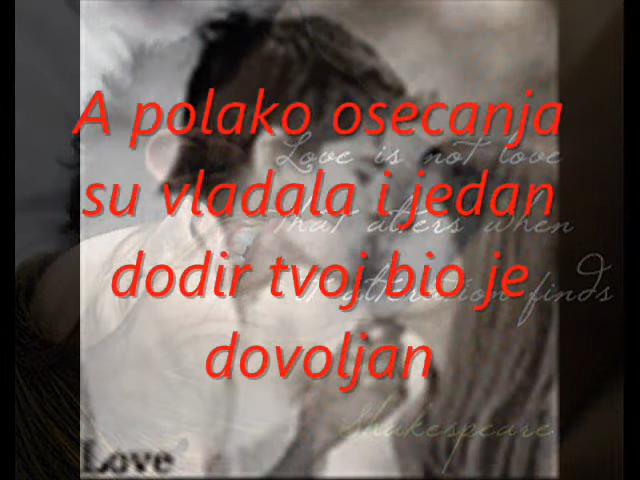 A polako osecanja
Love is not love
su vladala i jedan
That alters when
dodir tvoj bio je
alteration finds
dovoljan
Shakespeare
Love